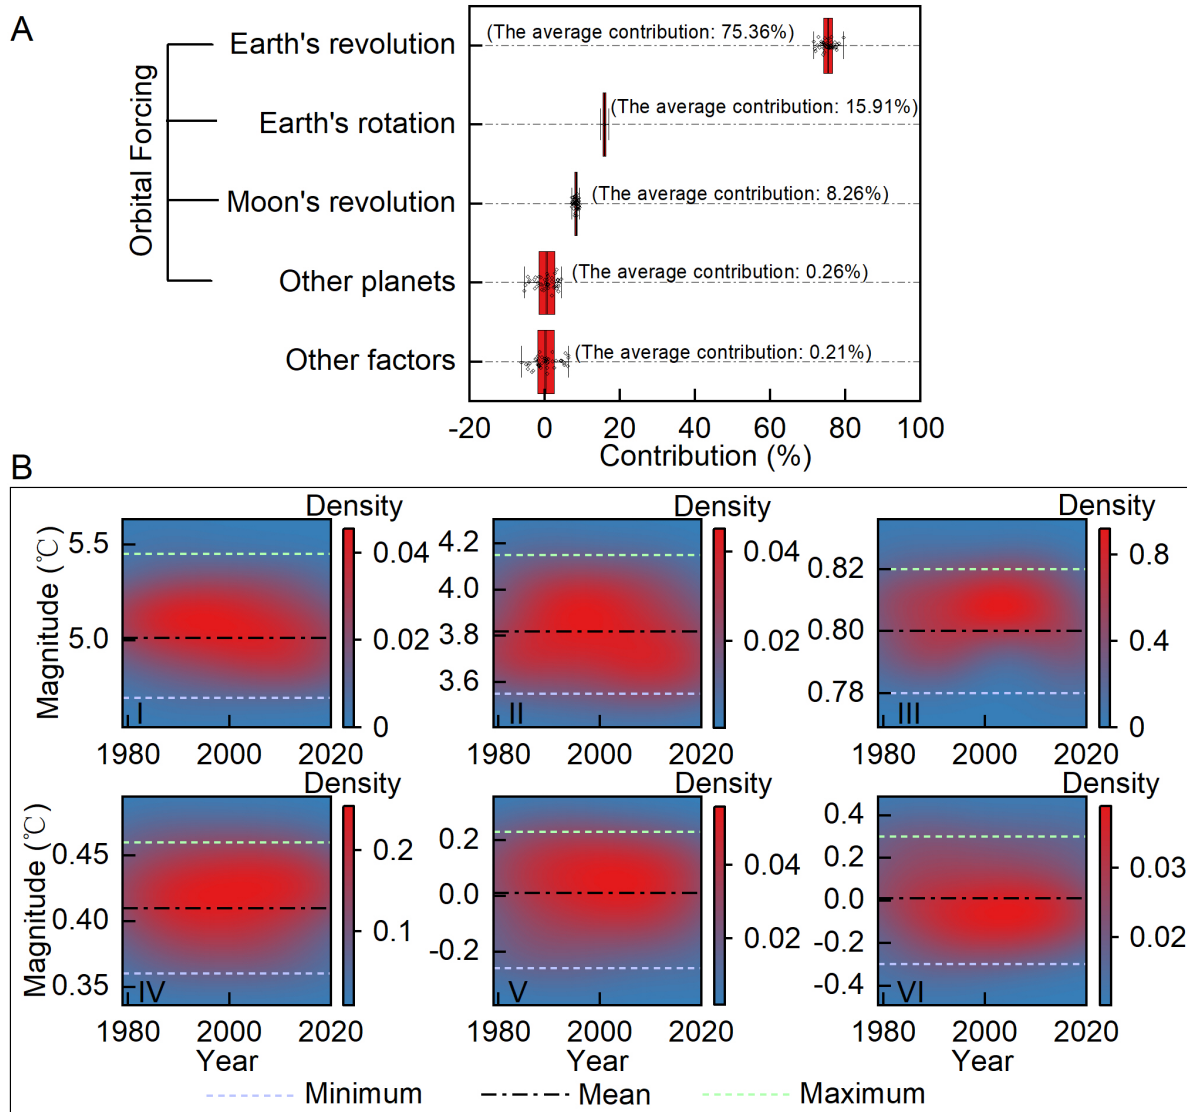 A
Orbital Forcing
Earth's revolution
(The average contribution: 75.36%)
Earth's rotation
(The average contribution: 15.91%)
Moon's revolution
(The average contribution: 8.26%)
Other planets
(The average contribution: 0.26%)
Other factors
(The average contribution: 0.21%)
-20 0 20 40 60 80 100
Contribution (%)
B
Magnitude (℃)
5.5
5.0
I
1980 2000 2020
Density
0.04
0.02
0
4.2
4.0
3.8
3.6
II
1980 2000 2020
Density
0.04
0.02
0.82
0.80
0.78
III
1980 2000 2020
Density
0.8
0.4
0
Magnitude (℃)
0.45
0.40
0.35
IV
1980 2000 2020
Year
Density
0.2
0.1
0.2
0.0
-0.2
V
1980 2000 2020
Year
Density
0.04
0.02
0.4
0.2
0.0
-0.2
-0.4
VI
1980 2000 2020
Year
Density
0.03
0.02
Minimum Mean Maximum